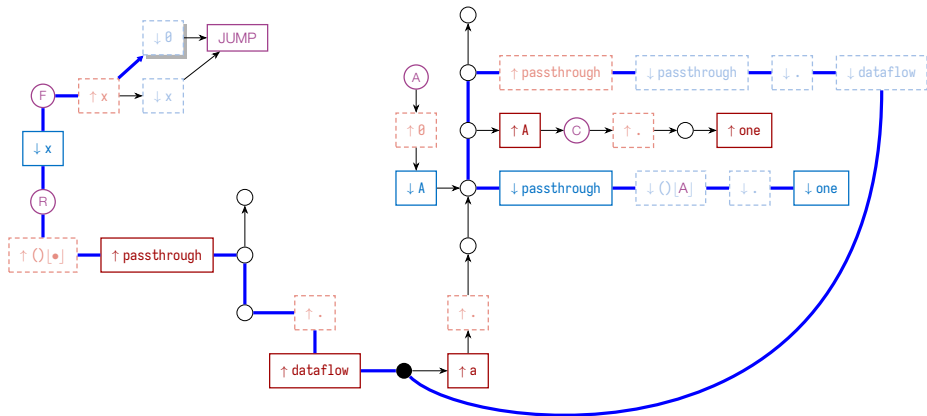 ↓ 0
JUMP
F
↑ x
↓ x
↓ x
R
↑ ()[•]
↑ passthrough
↑ .
↑ dataflow
↑ a
↑ .
A
↑ 0
↓ A
↑ passthrough
↓ passthrough
↓ .
↓ dataflow
↑ A
C
↑ .
↑ one
↓ passthrough
↓ ()[A]
↓ .
↓ one